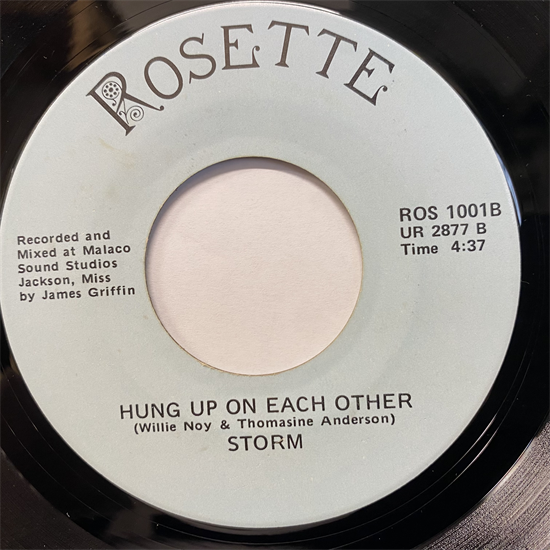 ROSETTE
Recorded and
Mixed at Malaco
Sound Studios
Jackson, Miss
by James Griffin
ROS 1001B
UR 2877 B
Time 4:37
HUNG UP ON EACH OTHER
(Willie Noy & Thomasine Anderson)
STORM